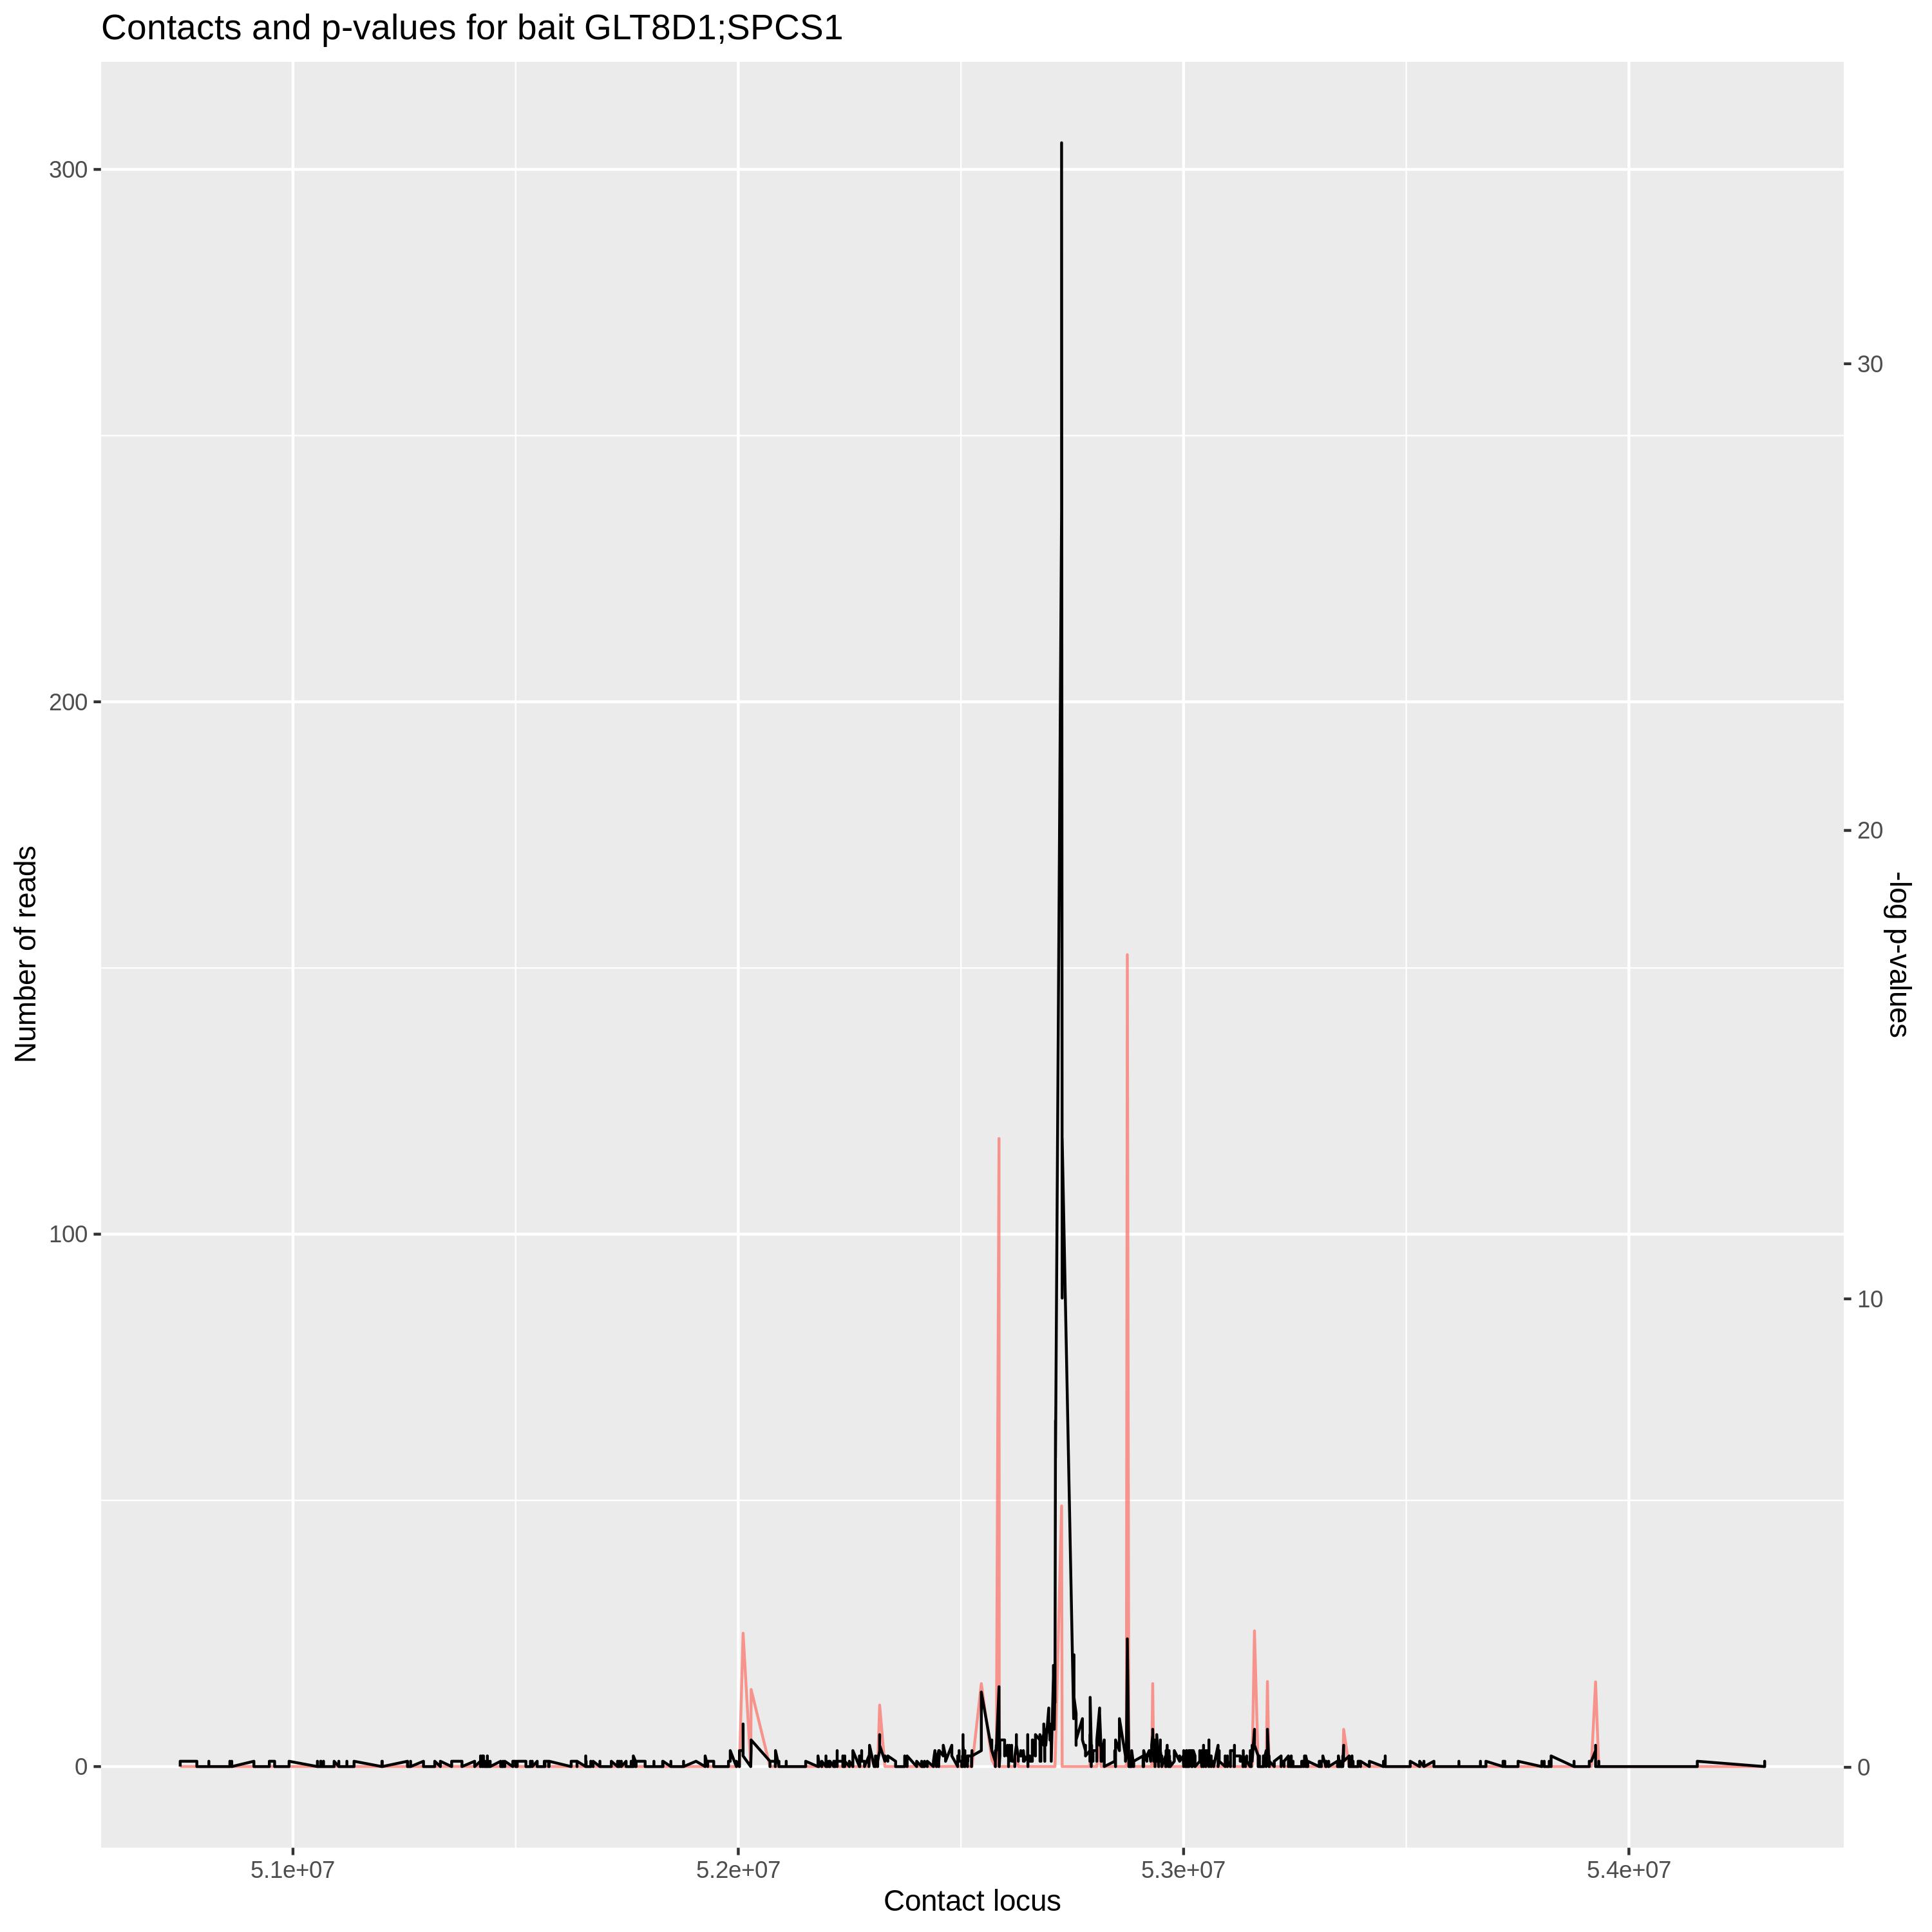 Contacts and p-values for bait GLT8D1;SPCS1
300
200
100
0
Number of reads
30
20
10
0
-log p-values
5.1e+07
5.2e+07
5.3e+07
5.4e+07
Contact locus